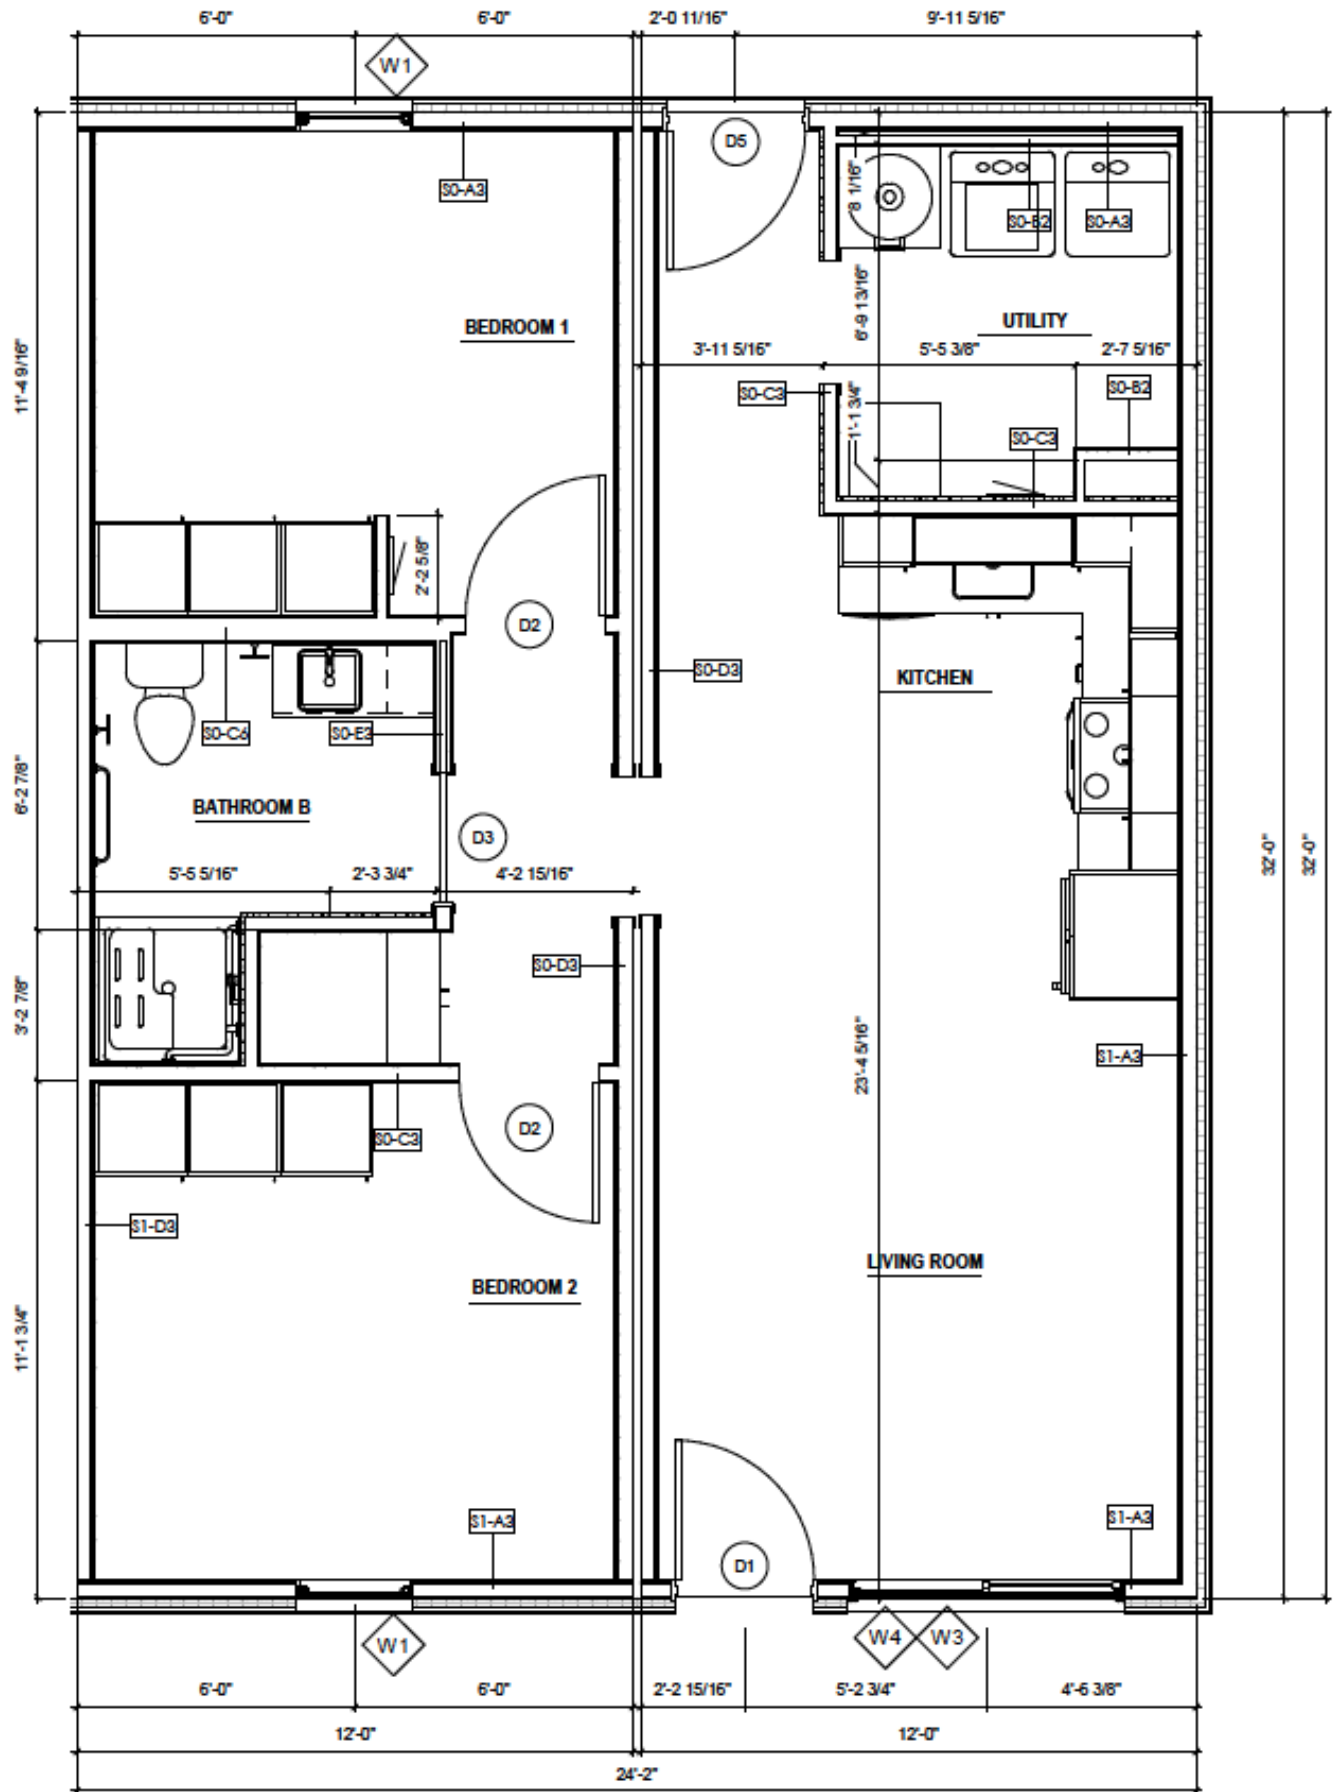 6'-0" 6'-0" 2'-0 11/16" 9'-11 5/16"
W1
D5
S0-A3
8 1/16"
S0-B2 S0-A3
BEDROOM 1
UTILITY
6'-9 13/16"
11'-4 9/16"
3'-11 5/16" 5'-5 3/8" 2'-7 5/16"
S0-C3
S0-B2
1'-1 3/4"
S0-C3
2'-2 5/8"
D2
S0-D3
KITCHEN
S0-C6 S0-E3
6'-2 7/8"
BATHROOM B
D3
32'-0" 32'-0"
5'-5 5/16" 2'-3 3/4" 4'-2 15/16"
S0-D3
3'-2 7/8"
23'-4 5/16"
S1-A3
D2
S0-C3
S1-D3
LIVING ROOM
BEDROOM 2
11'-1 3/4"
S1-A3
S1-A3
D1
W1
W4 W3
6'-0" 6'-0" 2'-2 15/16" 5'-2 3/4" 4'-6 3/8"
12'-0" 12'-0"
24'-2"